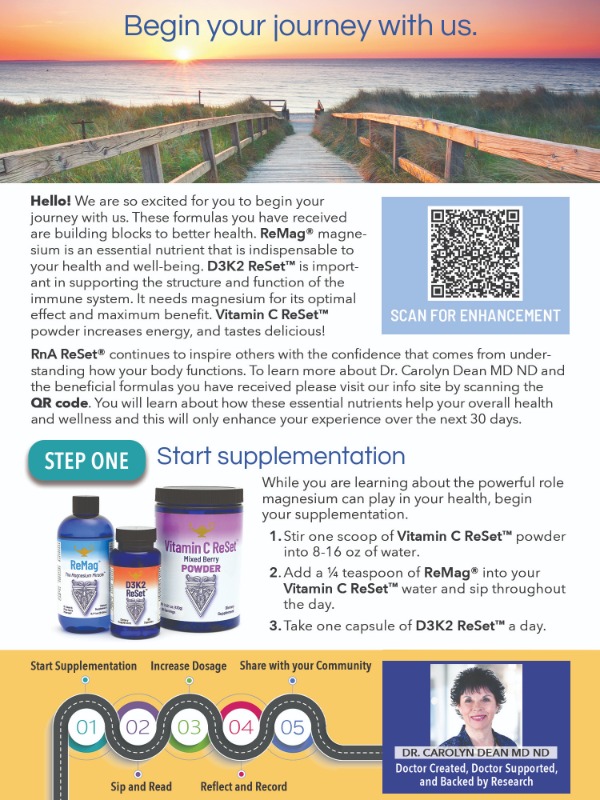 Begin your journey with us.
Hello! We are so excited for you to begin your
journey with us. These formulas you have received
are building blocks to better health. ReMag® magne-
sium is an essential nutrient that is indispensable to
your health and well-being. D3K2 ReSet™ is import-
ant in supporting the structure and function of the
immune system. It needs magnesium for its optimal
effect and maximum benefit. Vitamin C ReSet™
powder increases energy, and tastes delicious!
SCAN FOR ENHANCEMENT
RnA ReSet® continues to inspire others with the confidence that comes from under-
standing how your body functions. To learn more about Dr. Carolyn Dean MD ND and
the beneficial formulas you have received please visit our info site by scanning the
QR code. You will learn about how these essential nutrients help your overall health
and wellness and this will only enhance your experience over the next 30 days.
STEP ONE
Start supplementation
While you are learning about the powerful role
magnesium can play in your health, begin
your supplementation.
1. Stir one scoop of Vitamin C ReSet™ powder
into 8-16 oz of water.
2. Add a ¼ teaspoon of ReMag® into your
Vitamin C ReSet™ water and sip throughout
the day.
3. Take one capsule of D3K2 ReSet™ a day.
ReMag
The Magnesium Miracle
D3K2
ReSet
Vitamin C ReSet
Mixed Berry
POWDER
Start Supplementation
Increase Dosage
Share with your Community
01
02
03
04
05
Sip and Read
Reflect and Record
DR. CAROLYN DEAN MD ND
Doctor Created, Doctor Supported,
and Backed by Research